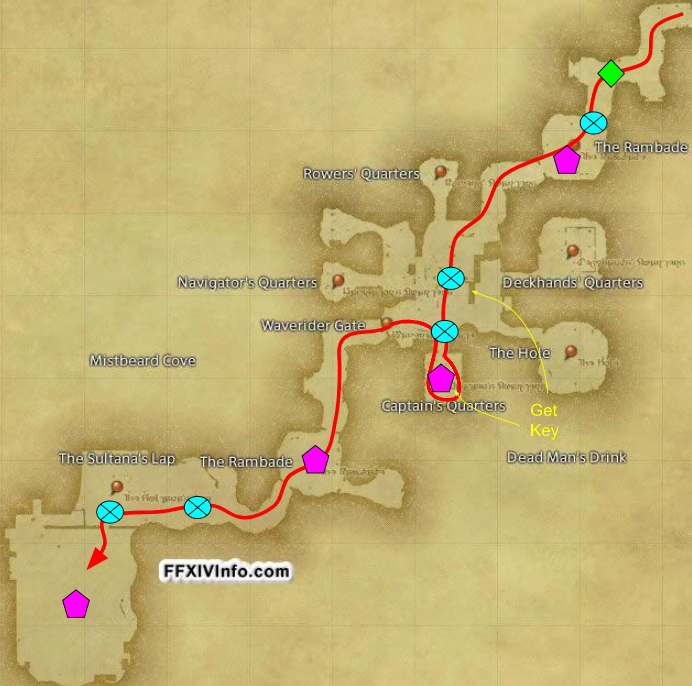 The Rambade
Rowers' Quarters
Navigator's Quarters
Deckhands' Quarters
Waverider Gate
The Hole
Mistbeard Cove
Captain's Quarters
Get
Key
The Sultana's Lap
The Rambade
Dead Man's Drink
FFXIVInfo.com